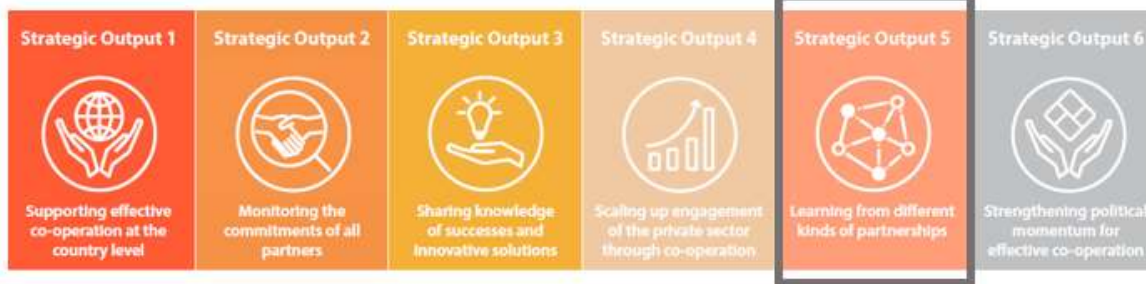 Strategic Output 1
Supporting effective
co-operation at the
country level
Strategic Output 2
Monitoring the
commitments of all
partners
Strategic Output 3
Sharing knowledge
of successes and
innovative solutions
Strategic Output 4
Scaling up engagement
of the private sector
through co-operation
Strategic Output 5
Learning from different
kinds of partnerships
Strategic Output 6
Strengthening political
momentum for
effective co-operation